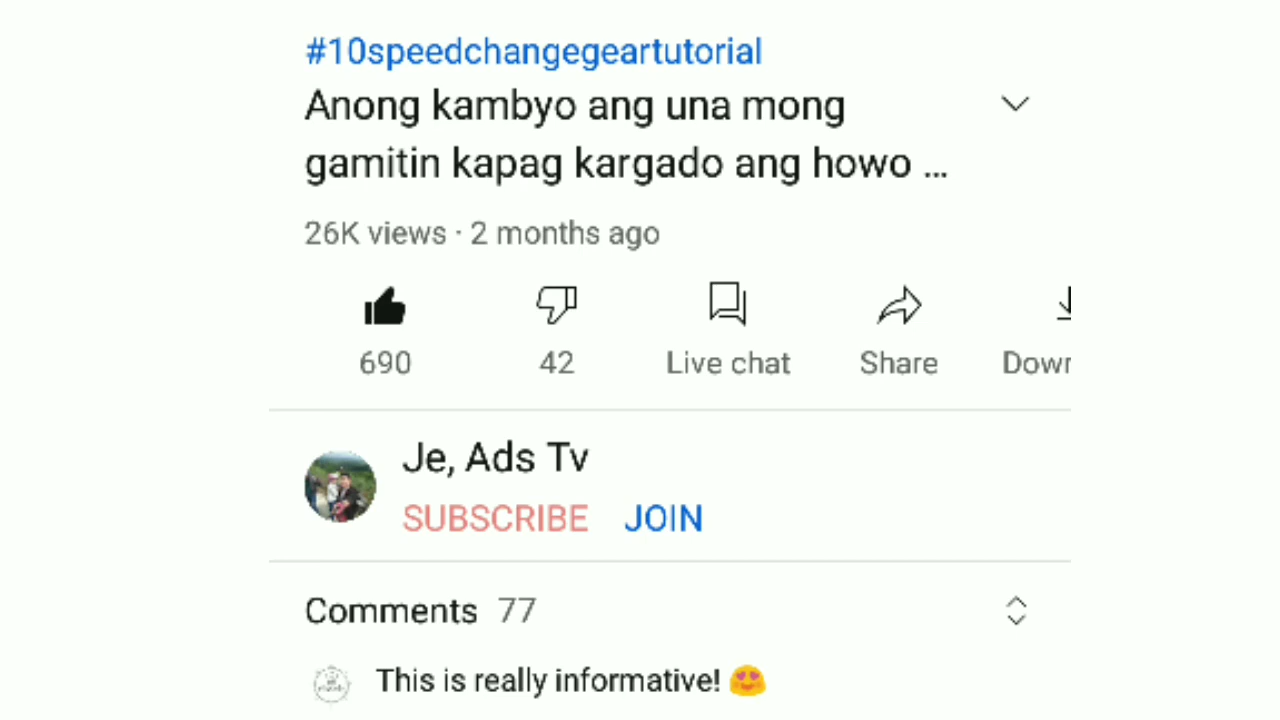 #10speedchangegeartutorial
Anong kambyo ang una mong
gamitin kapag kargado ang howo ...
26K views · 2 months ago
690 42 Live chat Share Down
Je, Ads Tv
SUBSCRIBE JOIN
Comments 77
This is really informative! 😍